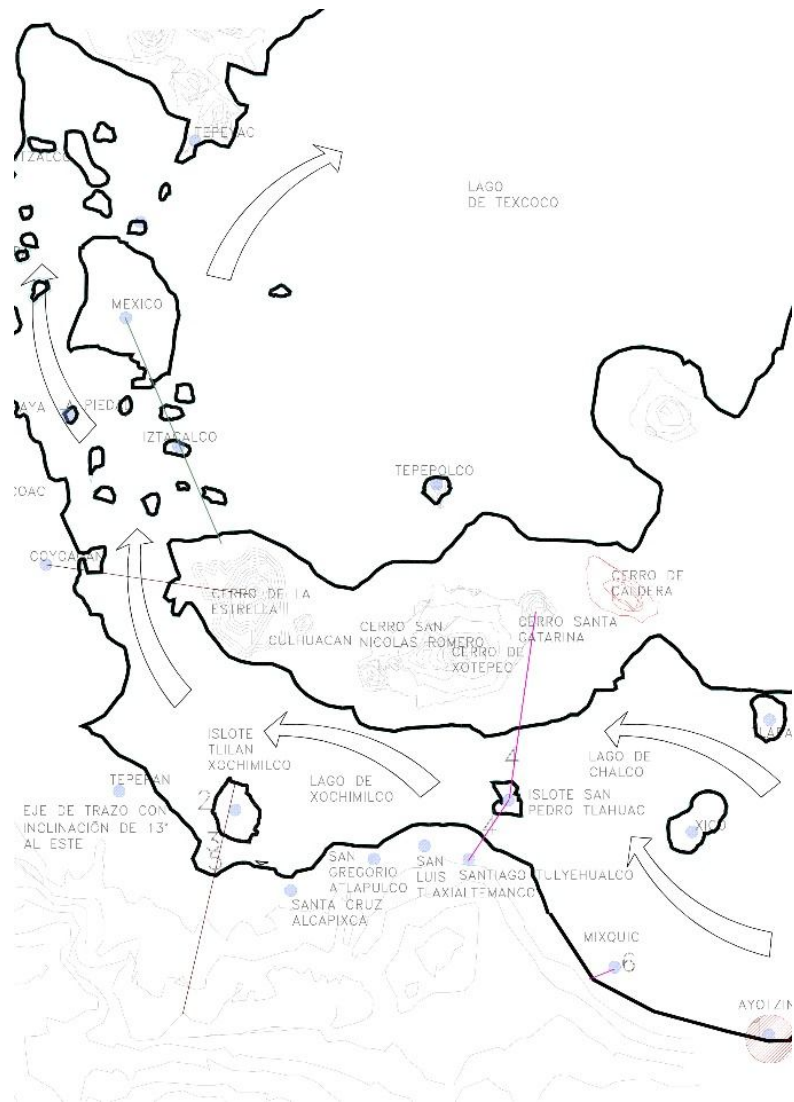 TEPEYAC
LAGO
DE TEXCOCO
MEXICO
IZTACALCO
TEPEPOLCO
COYOACAN
CERRO DE LA
ESTRELLA
CULHUACAN
CERRO SAN
NICOLAS ROMERO
CERRO DE
XOTEPEC
CERRO SANTA
CATARINA
CERRO DE
CALDERA
ISLOTE
TLILAN
XOCHIMILCO
LAGO DE
XOCHIMILCO
4
LAGO DE
CHALCO
TEPEPAN
2
ISLOTE SAN
PEDRO TLAHUAC
EJE DE TRAZO CON
INCLINACIÓN DE 13°
AL ESTE
XICO
SAN
GREGORIO
ATLAPULCO
SAN
LUIS
TLAXIALTEMANCO
SANTIAGO TULYEHUALCO
SANTA CRUZ
ALCAPIXCA
MIXQUIC
6
AYOTZIN